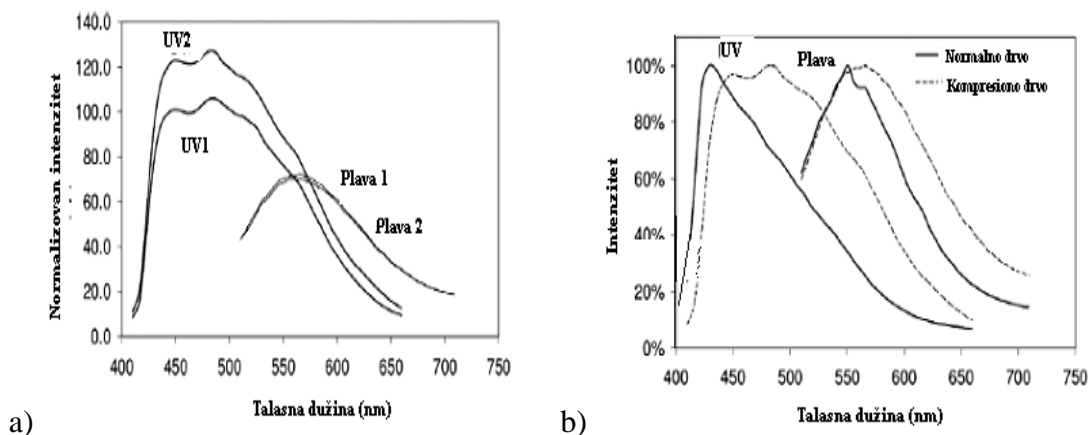 140.0
120.0
100.0
80.0
60.0
40.0
20.0
0.0
Normalizovan intenzitet
UV2
UV1
Plava 1
Plava 2
400 450 500 550 600 650 700 750
Talasna dužina (nm)
a)
100%
80%
60%
40%
20%
0%
Intenzitet
UV
Plava
Normalno drvo
Kompresiono drvo
400 450 500 550 600 650 700 750
Talasna dužina (nm)
b)